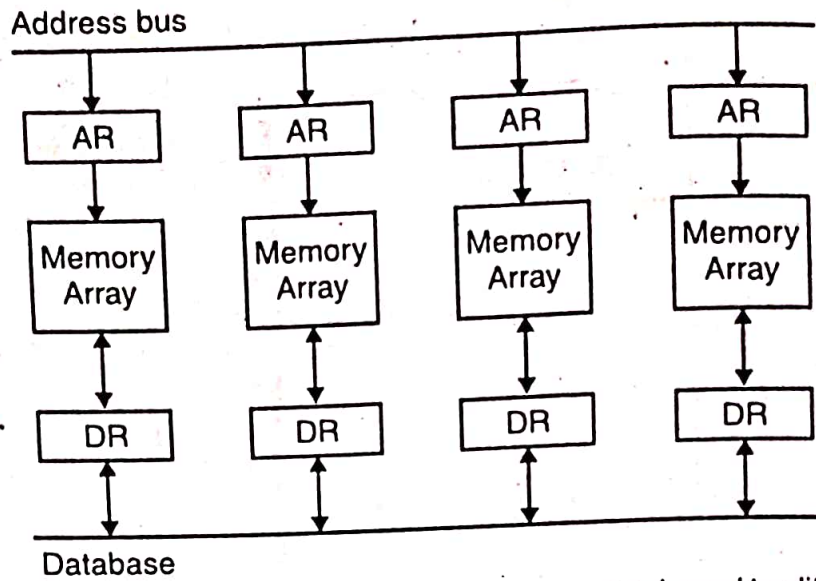 Address bus
AR AR AR AR
Memory Array Memory Array Memory Array Memory Array
DR DR DR DR
Database